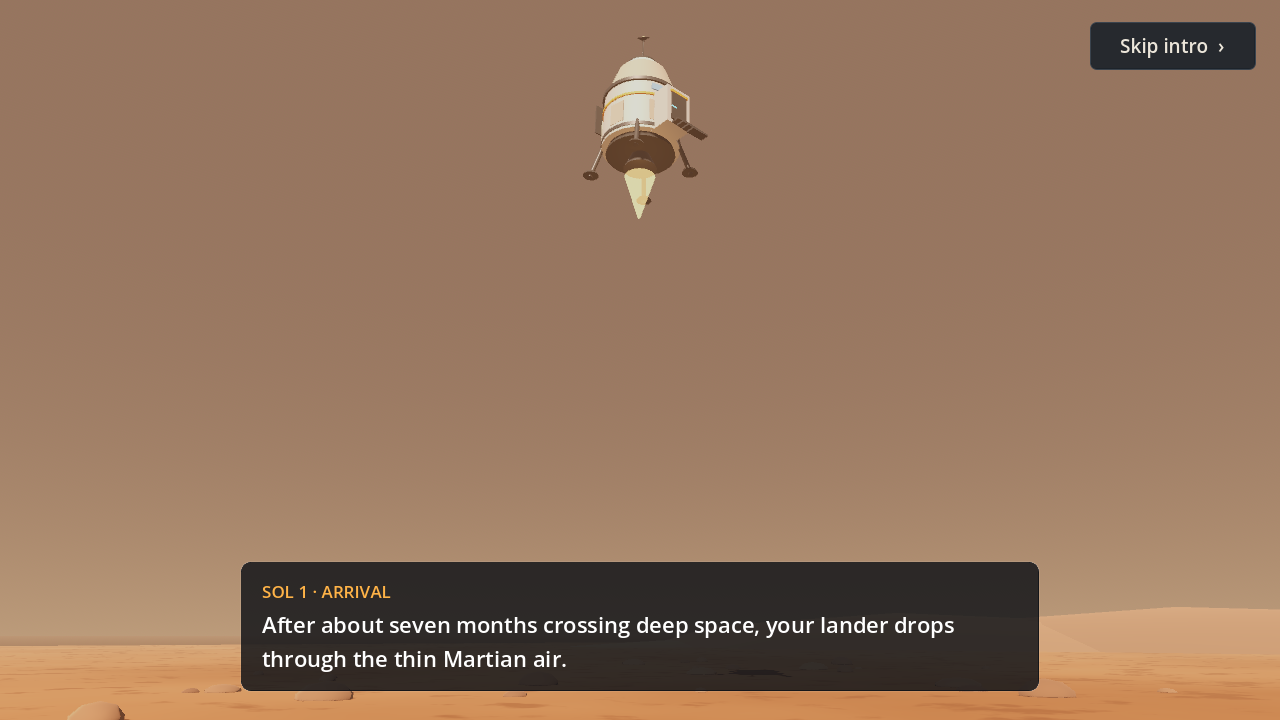 Skip intro ›
SOL 1 · ARRIVAL
After about seven months crossing deep space, your lander drops
through the thin Martian air.